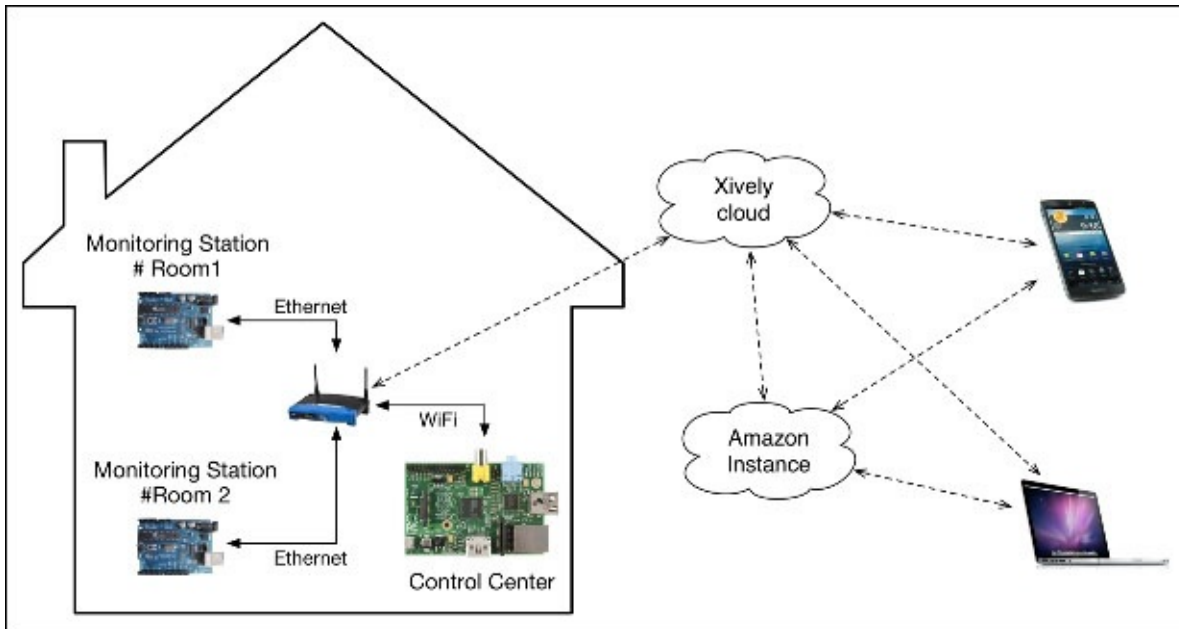 Monitoring Station
# Room1
Ethernet
WiFi
Monitoring Station
#Room 2
Ethernet
Control Center
Xively
cloud
Amazon
Instance